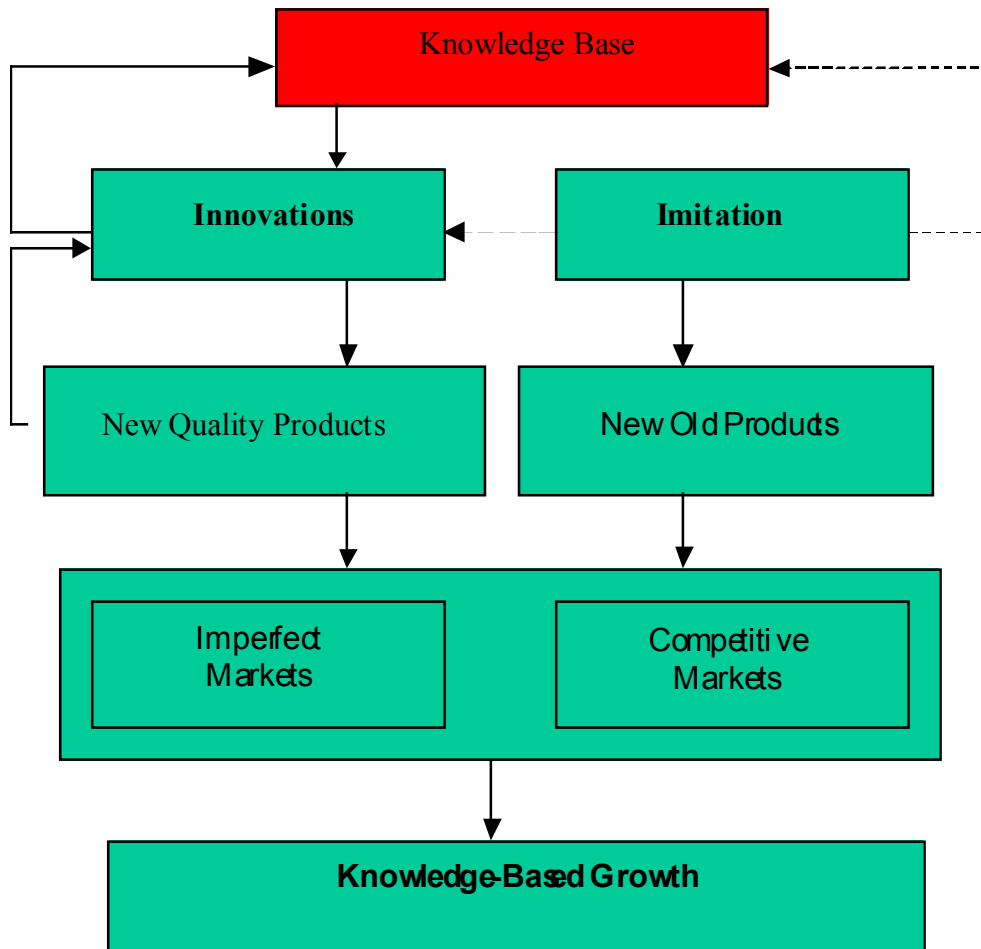 Knowledge Base
Innovations
Imitation
New Quality Products
New Old Products
Imperfect
Markets
Competitive
Markets
Knowledge-Based Growth